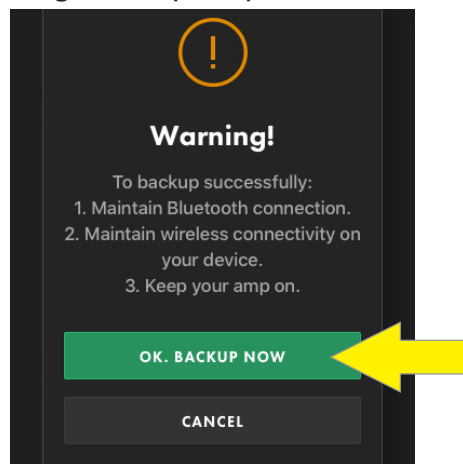 !
Warning!
To backup successfully:
1. Maintain Bluetooth connection.
2. Maintain wireless connectivity on
your device.
3. Keep your amp on.
OK. BACKUP NOW
CANCEL